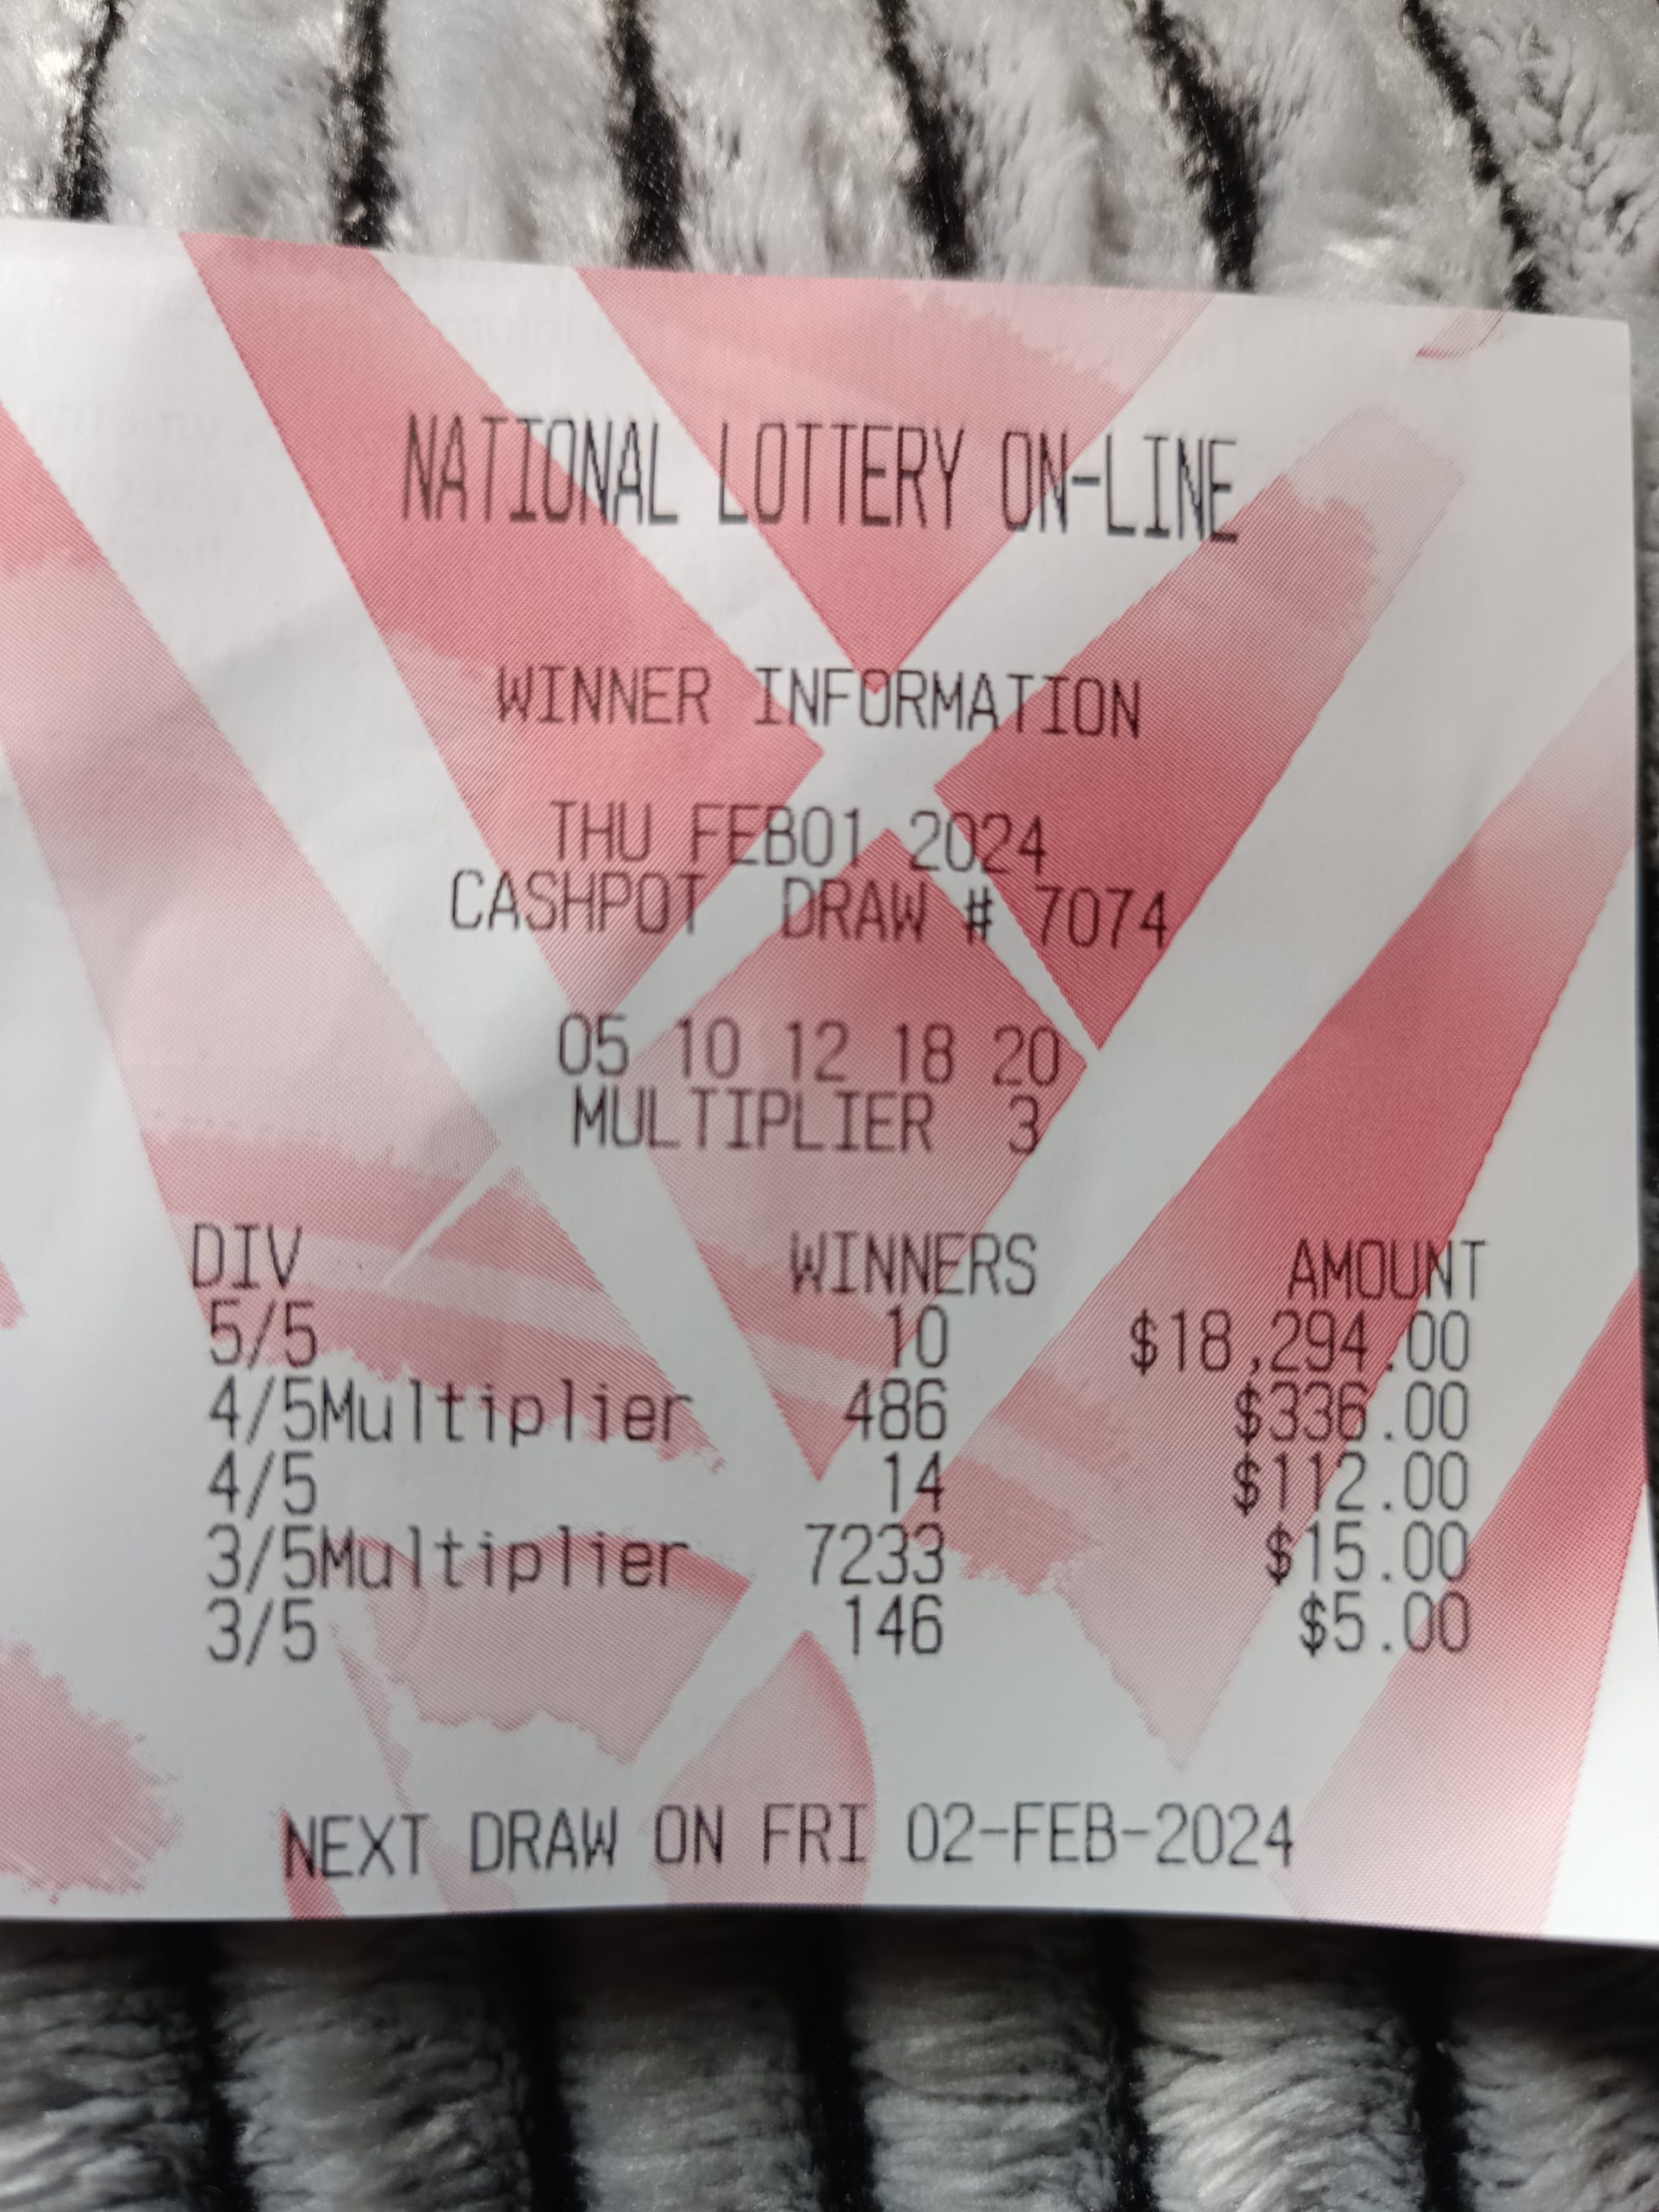 NATIONAL LOTTERY ON-LINE
WINNER INFORMATION
THU FEB01 2024
CASHPOT DRAW # 7074
05 10 12 18 20
MULTIPLIER 3
DIV WINNERS AMOUNT
5/5 10 $18,294.00
4/5Multiplier 486 $336.00
4/5 14 $112.00
3/5Multiplier 7233 $15.00
3/5 146 $5.00
NEXT DRAW ON FRI 02-FEB-2024